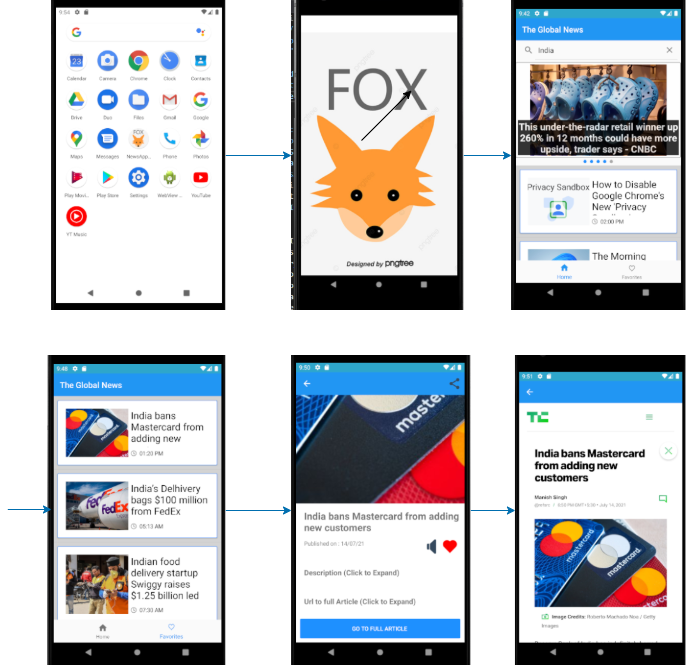 9:54
23
Calendar
Camera
Chrome
Clock
Contacts
Drive
Duo
Files
Gmail
Google
FOX
Maps
Messages
NewsApp...
Phone
Photos
Play Movi...
Play Store
Settings
WebView ...
YouTube
YT Music
FOX
Designed by pngtree
9:42
The Global News
India
This under-the-radar retail winner up
260% in 12 months could have more
upside, trader says - CNBC
Privacy Sandbox
How to Disable
Google Chrome's
New 'Privacy
02:00 PM
The Morning
Home
Favorites
9:48
The Global News
India bans
Mastercard from
adding new
01:20 PM
FedEx
India's Delhivery
bags $100 million
from FedEx
05:13 AM
Indian food
delivery startup
Swiggy raises
$1.25 billion led
07:30 AM
Home
Favorites
9:50
master
India bans Mastercard from adding
new customers
Published on : 14/07/21
Description (Click to Expand)
Url to full Article (Click to Expand)
GO TO FULL ARTICLE
9:51
TC
India bans Mastercard
from adding new
customers
Manish Singh
mastercard.
Image Credits: Roberto Machado Noa / Getty
Images